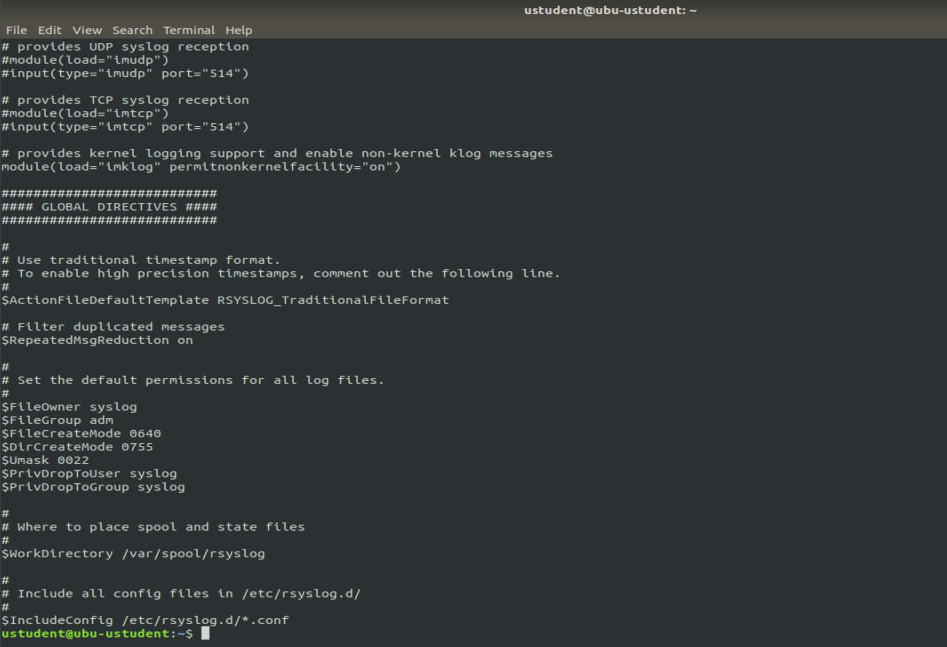 ustudent@ubu-ustudent: ~
File Edit View Search Terminal Help
# provides UDP syslog reception
#module(load="imudp")
#input(type="imudp" port="514")
# provides TCP syslog reception
#module(load="imtcp")
#input(type="imtcp" port="514")
# provides kernel logging support and enable non-kernel klog messages
module(load="imklog" permitnonkernelfacility="on")
###########################
#### GLOBAL DIRECTIVES ####
###########################
#
# Use traditional timestamp format.
# To enable high precision timestamps, comment out the following line.
#
$ActionFileDefaultTemplate RSYSLOG_TraditionalFileFormat
# Filter duplicated messages
$RepeatedMsgReduction on
#
# Set the default permissions for all log files.
#
$FileOwner syslog
$FileGroup adm
$FileCreateMode 0640
$DirCreateMode 0755
$Umask 0022
$PrivDropToUser syslog
$PrivDropToGroup syslog
#
# Where to place spool and state files
#
$WorkDirectory /var/spool/rsyslog
#
# Include all config files in /etc/rsyslog.d/
#
$IncludeConfig /etc/rsyslog.d/*.conf
ustudent@ubu-ustudent:~$